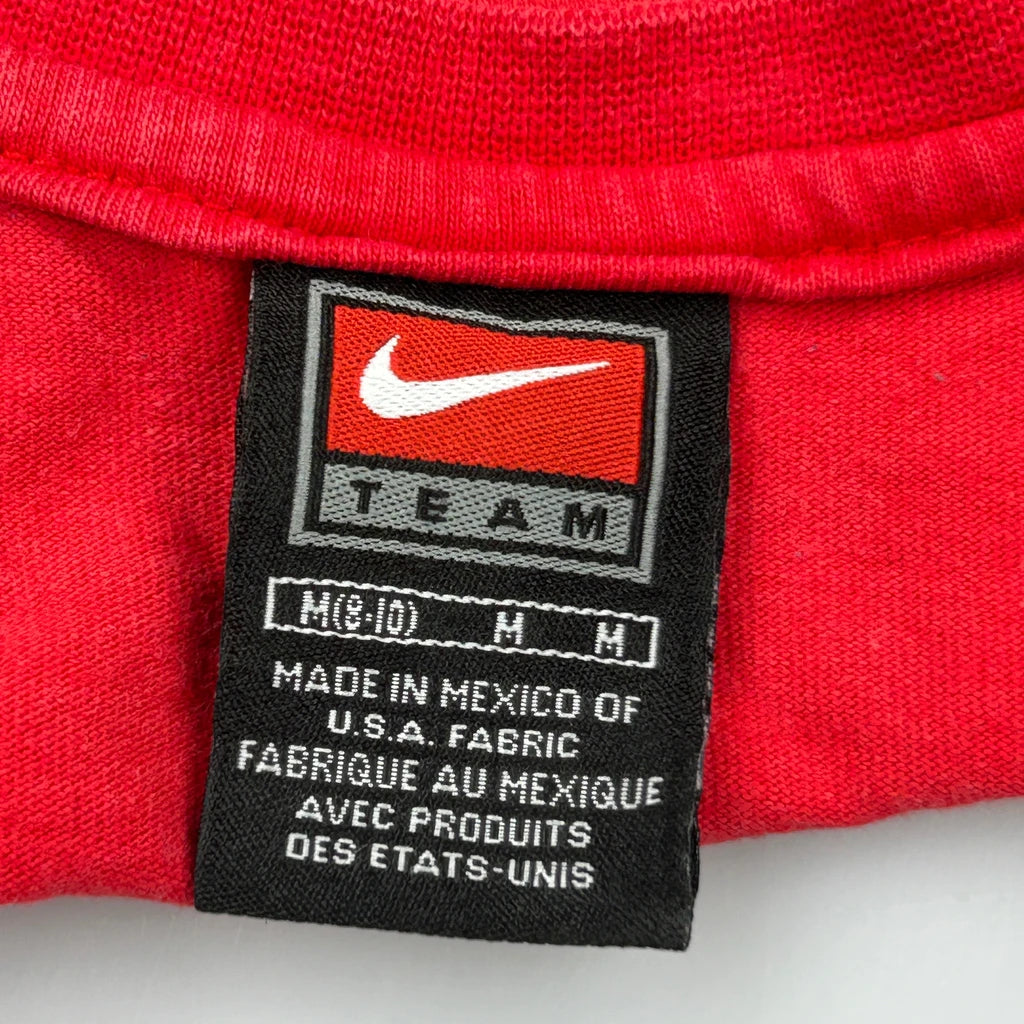 TEAM
M(8-10) M M
MADE IN MEXICO OF
U.S.A. FABRIC
FABRIQUE AU MEXIQUE
AVEC PRODUITS
DES ETATS-UNIS